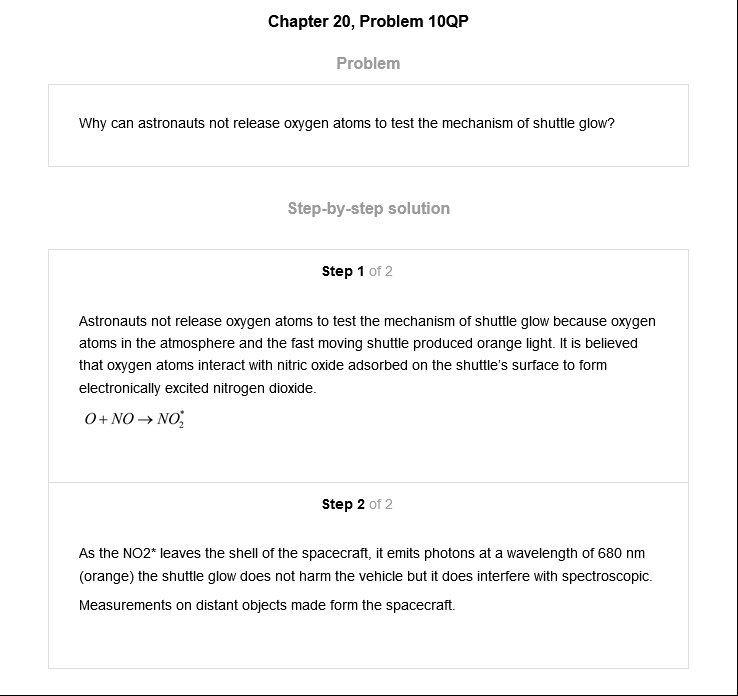 Chapter 20, Problem 10QP
Problem
Why can astronauts not release oxygen atoms to test the mechanism of shuttle glow?
Step-by-step solution
Step 1 of 2
Astronauts not release oxygen atoms to test the mechanism of shuttle glow because oxygen
atoms in the atmosphere and the fast moving shuttle produced orange light. It is believed
that oxygen atoms interact with nitric oxide adsorbed on the shuttle's surface to form
electronically excited nitrogen dioxide.
O + NO → NO₂*
Step 2 of 2
As the NO2* leaves the shell of the spacecraft, it emits photons at a wavelength of 680 nm
(orange) the shuttle glow does not harm the vehicle but it does interfere with spectroscopic.
Measurements on distant objects made form the spacecraft.